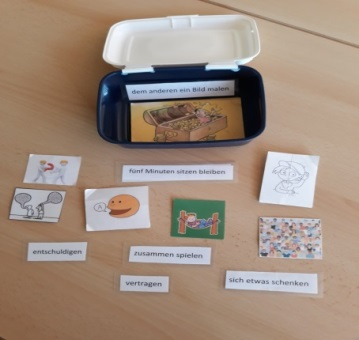 dem anderen ein Bild malen
fünf Minuten sitzen bleiben
entschuldigen
zusammen spielen
vertragen
sich etwas schenken